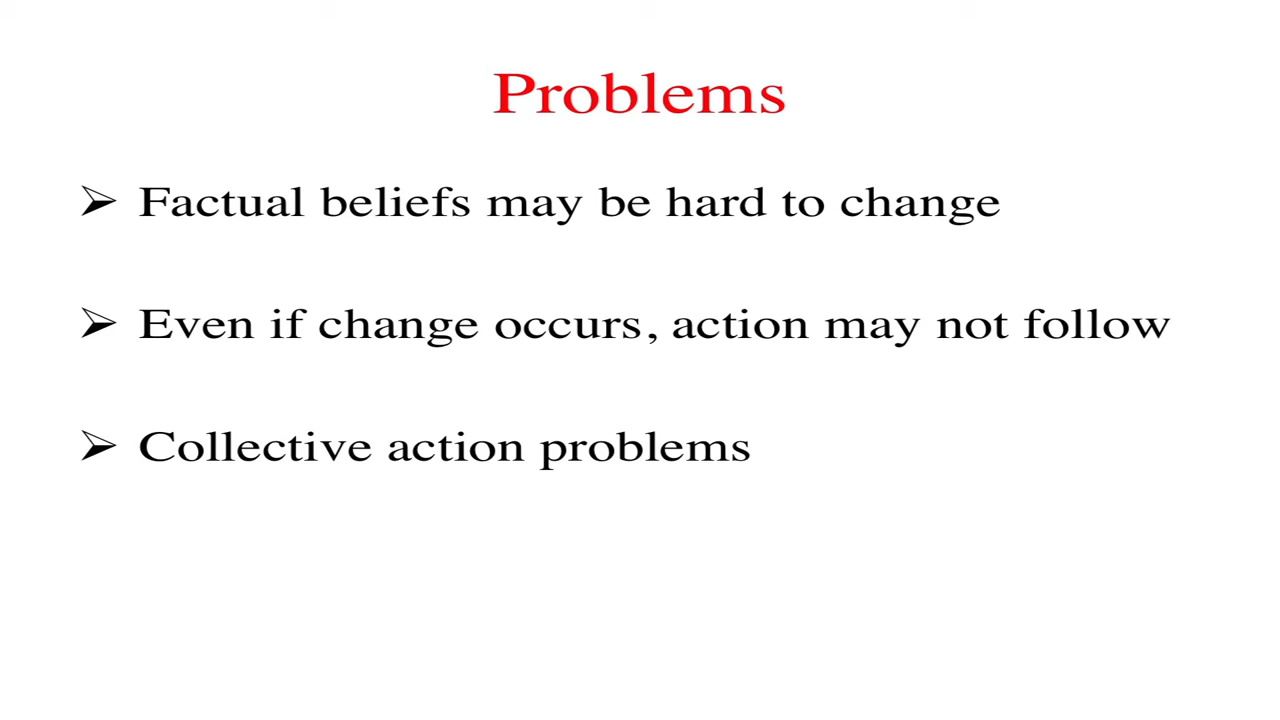 Problems
➢ Factual beliefs may be hard to change
➢ Even if change occurs, action may not follow
➢ Collective action problems